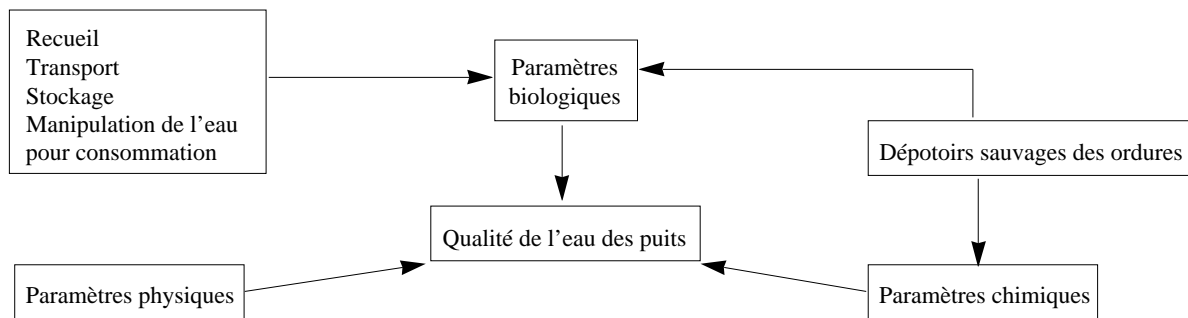 Recueil
Transport
Stockage
Manipulation de l’eau
pour consommation
Paramètres
biologiques
Dépotoirs sauvages des ordures
Qualité de l’eau des puits
Paramètres physiques
Paramètres chimiques